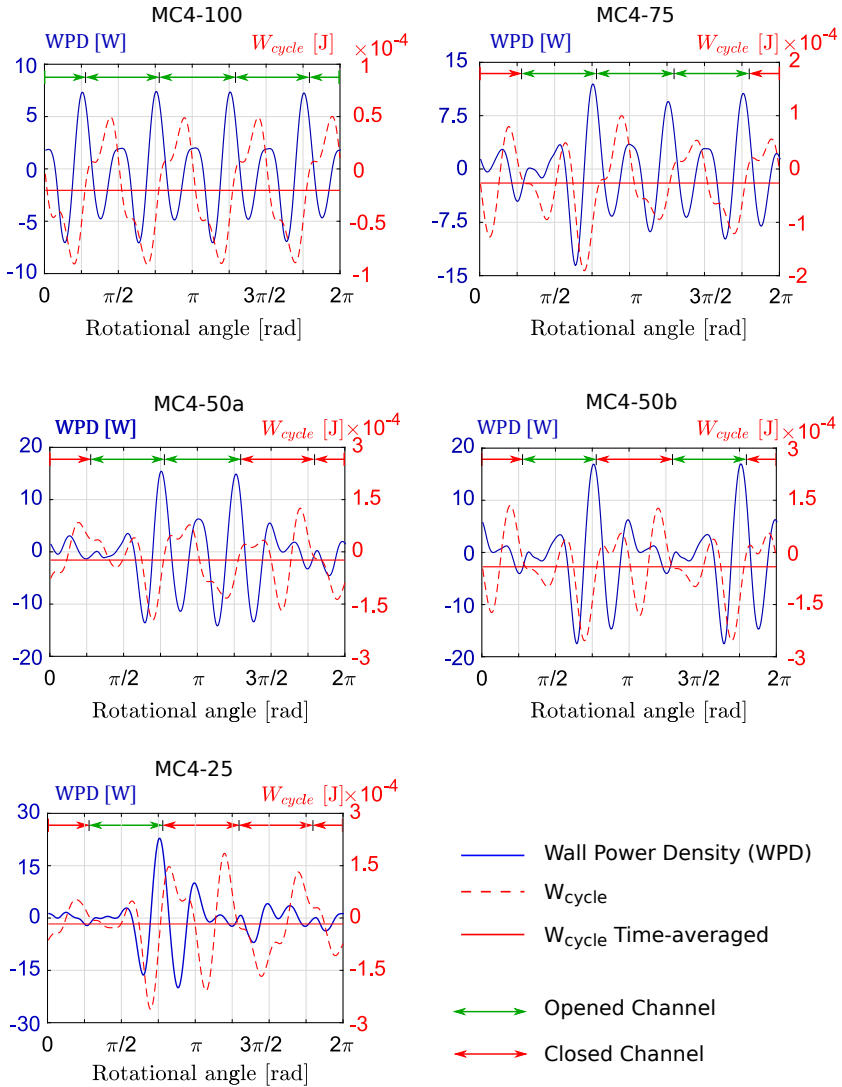 MC4-100
WPD [W]
W_cycle [J] ×10^-4
10
5
0
-5
-10
1
0.5
0
-0.5
-1
0 π/2 π 3π/2 2π
Rotational angle [rad]
MC4-75
WPD [W]
W_cycle [J] ×10^-4
15
7.5
0
-7.5
-15
2
1
0
-1
-2
0 π/2 π 3π/2 2π
Rotational angle [rad]
MC4-50a
WPD [W]
W_cycle [J] ×10^-4
20
10
0
-10
-20
3
1.5
0
-1.5
-3
0 π/2 π 3π/2 2π
Rotational angle [rad]
MC4-50b
WPD [W]
W_cycle [J] ×10^-4
20
10
0
-10
-20
3
1.5
0
-1.5
-3
0 π/2 π 3π/2 2π
Rotational angle [rad]
MC4-25
WPD [W]
W_cycle [J] ×10^-4
30
15
0
-15
-30
3
1.5
0
-1.5
-3
0 π/2 π 3π/2 2π
Rotational angle [rad]
Wall Power Density (WPD)
W_cycle
W_cycle Time-averaged
Opened Channel
Closed Channel